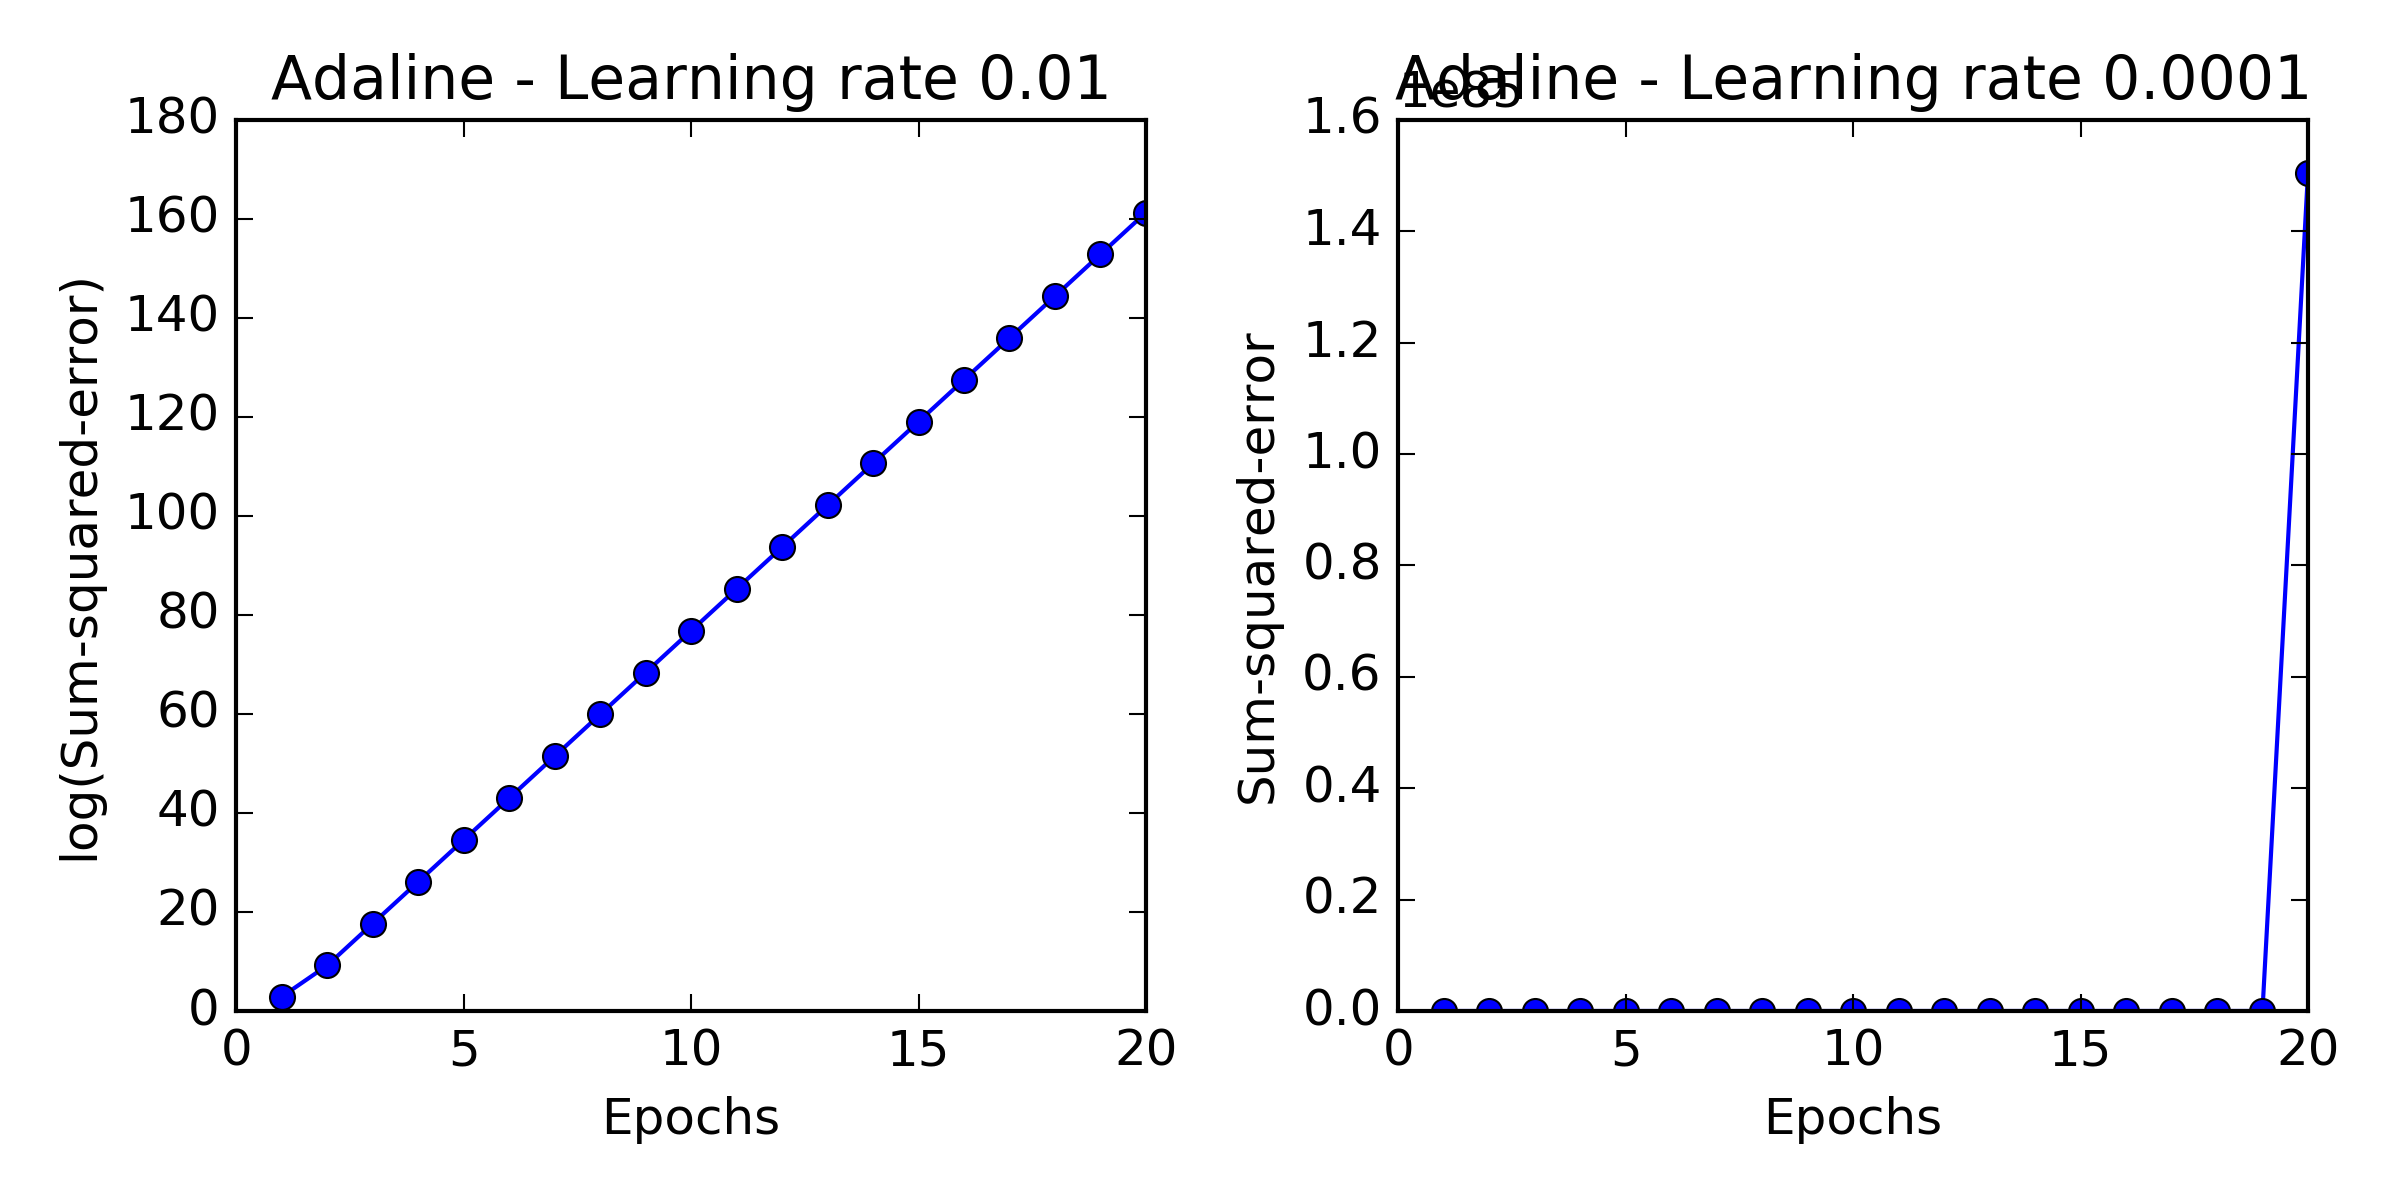 Adaline - Learning rate 0.01
180
160
140
120
100
80
60
40
20
0
log(Sum-squared-error)
0 5 10 15 20
Epochs
Adaline - Learning rate 0.0001
1e85
1.6
1.4
1.2
1.0
0.8
0.6
0.4
0.2
0.0
Sum-squared-error
0 5 10 15 20
Epochs